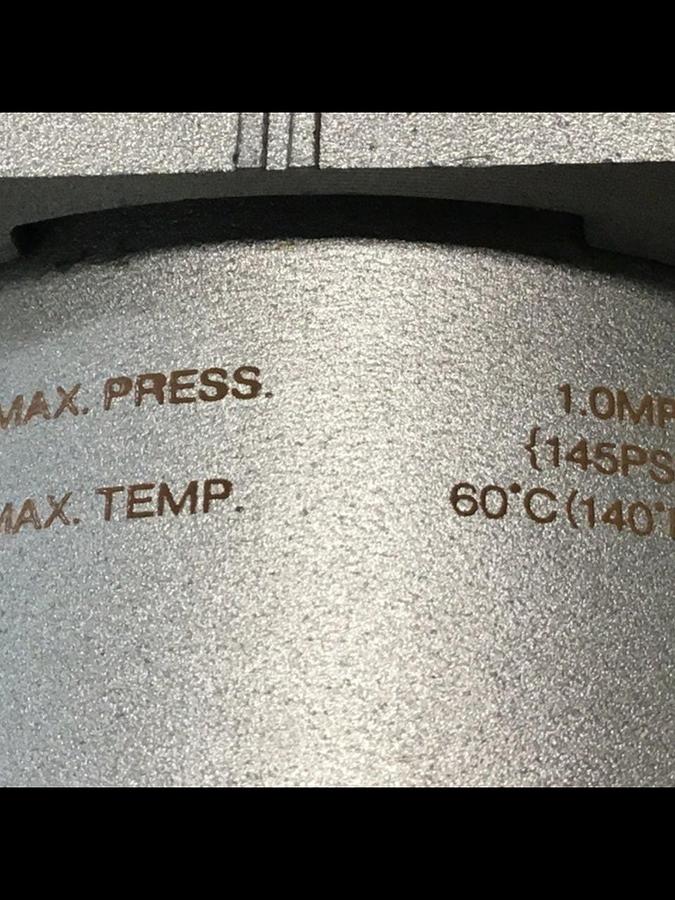 MAX. PRESS. 1.0MP
{145PS
MAX. TEMP. 60°C (140°F